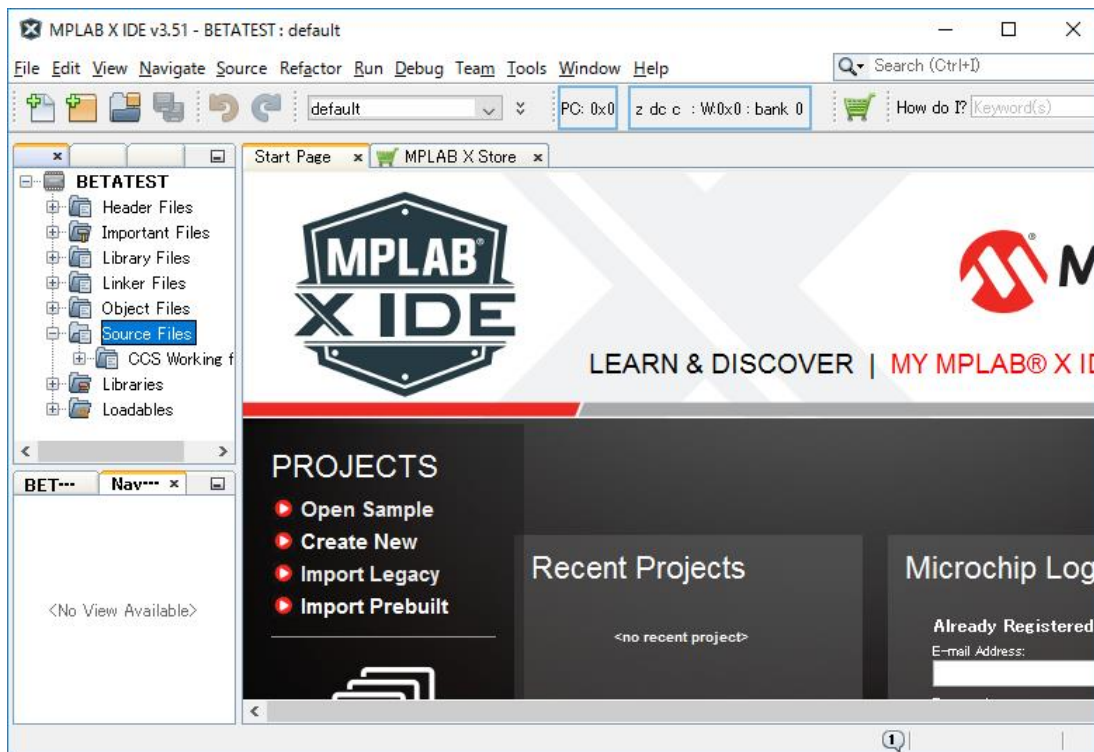 MPLAB X IDE v3.51 - BETATEST : default
File Edit View Navigate Source Refactor Run Debug Team Tools Window Help
Search (Ctrl+I)
default
PC: 0x0
z dc c : W:0x0 : bank 0
How do I? Keyword(s)
Start Page
MPLAB X Store
BETATEST
Header Files
Important Files
Library Files
Linker Files
Object Files
Source Files
CCS Working f
Libraries
Loadables
BET...
Nav...
<No View Available>
MPLAB®
X IDE
M
LEARN & DISCOVER | MY MPLAB® X ID
PROJECTS
Open Sample
Create New
Import Legacy
Import Prebuilt
Recent Projects
<no recent project>
Microchip Log
Already Registered
E-mail Address:
1